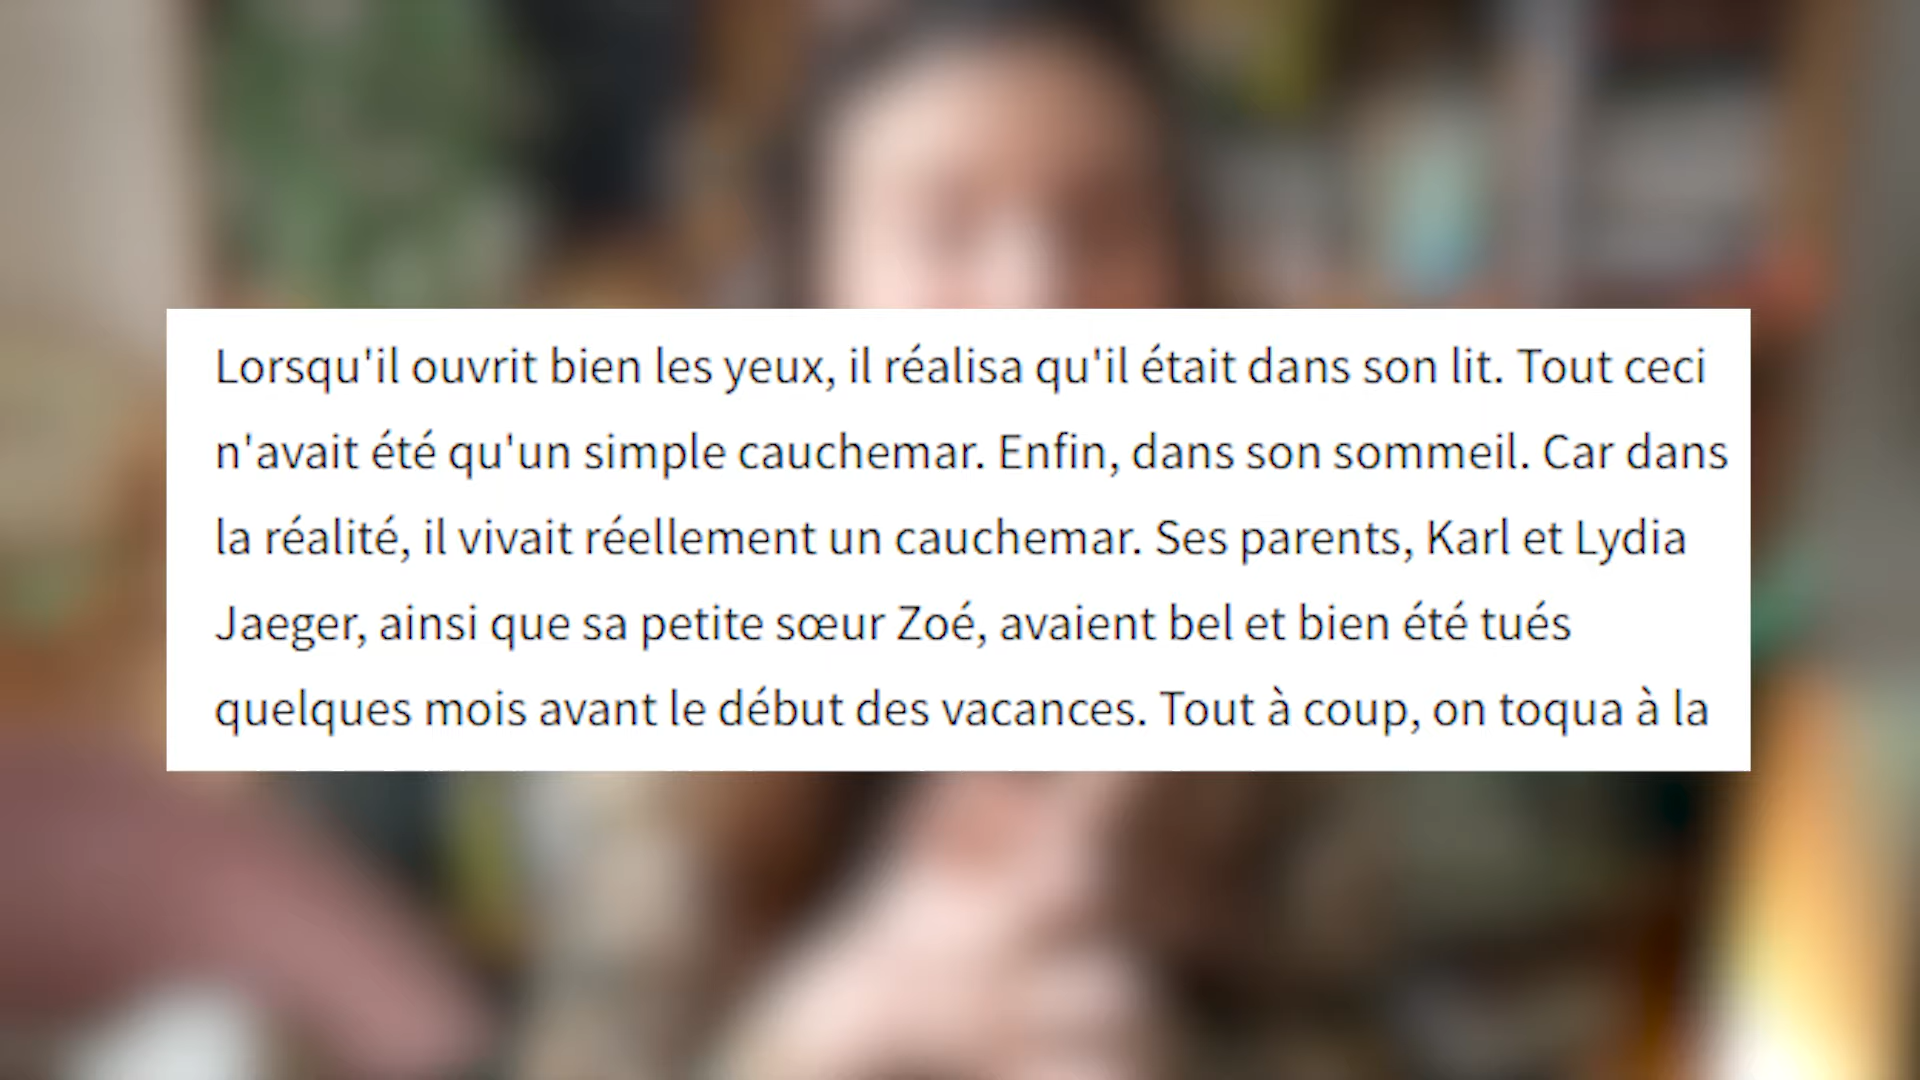 Lorsqu'il ouvrit bien les yeux, il réalisa qu'il était dans son lit. Tout ceci
n'avait été qu'un simple cauchemar. Enfin, dans son sommeil. Car dans
la réalité, il vivait réellement un cauchemar. Ses parents, Karl et Lydia
Jaeger, ainsi que sa petite sœur Zoé, avaient bel et bien été tués
quelques mois avant le début des vacances. Tout à coup, on toqua à la